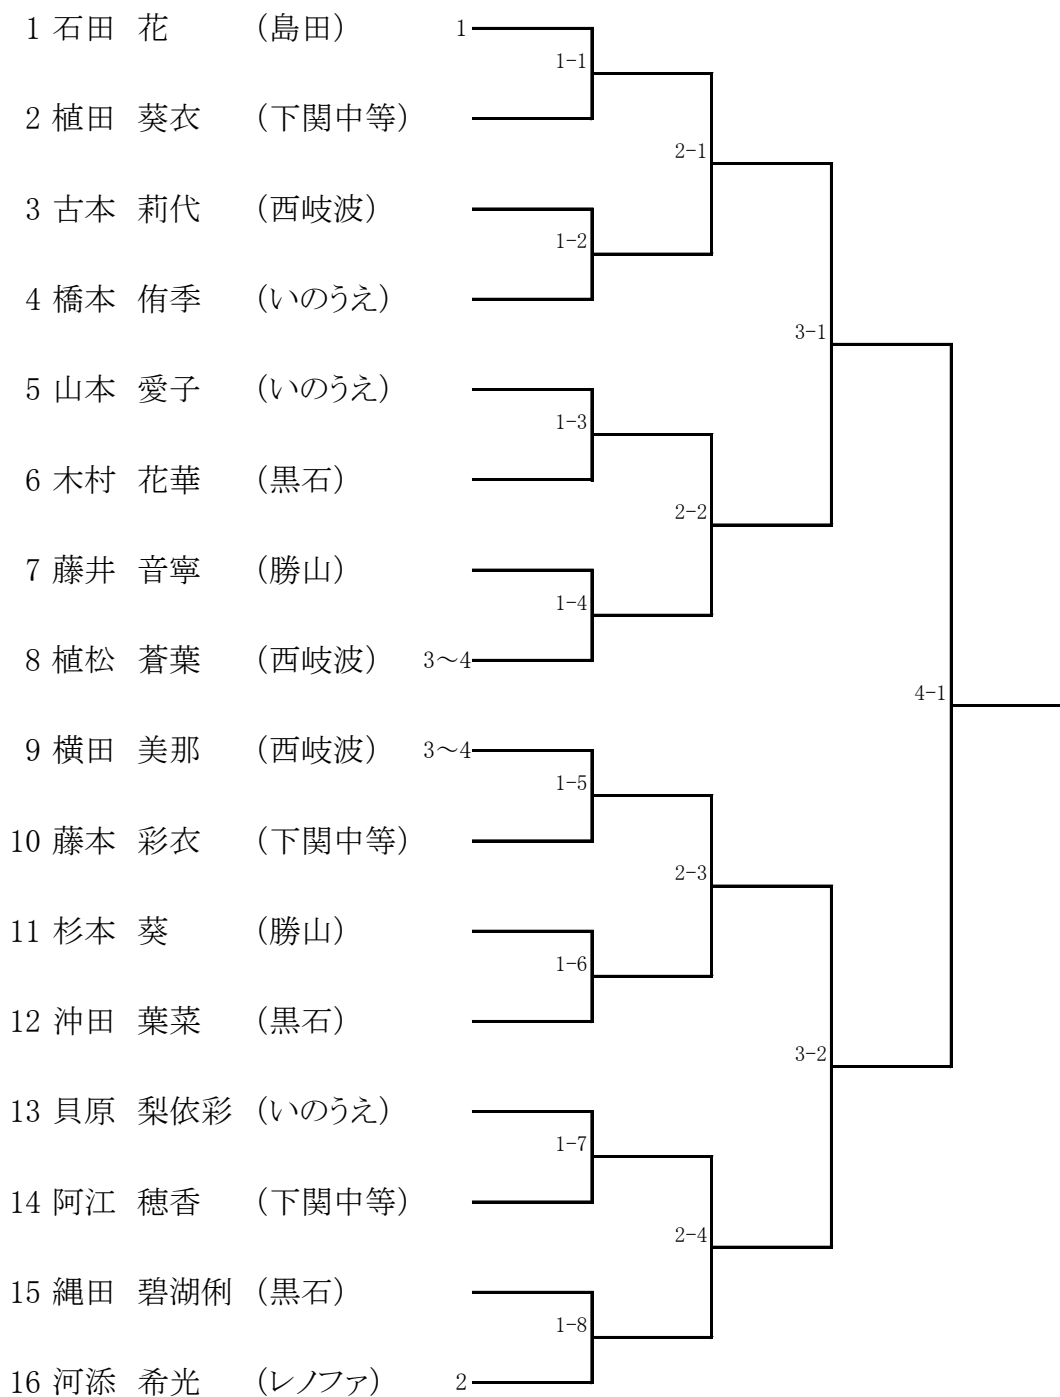 1 石田 花 (島田) 1
1-1
2 植田 葵衣 (下関中等)
2-1
3 古本 莉代 (西岐波)
1-2
4 橋本 侑季 (いのうえ)
3-1
5 山本 愛子 (いのうえ)
1-3
6 木村 花華 (黒石)
2-2
7 藤井 音寧 (勝山)
1-4
8 植松 蒼葉 (西岐波) 3～4
4-1
9 横田 美那 (西岐波) 3～4
1-5
10 藤本 彩衣 (下関中等)
2-3
11 杉本 葵 (勝山)
1-6
12 沖田 葉菜 (黒石)
3-2
13 貝原 梨依彩 (いのうえ)
1-7
14 阿江 穂香 (下関中等)
2-4
15 縄田 碧湖俐 (黒石)
1-8
16 河添 希光 (レノファ) 2